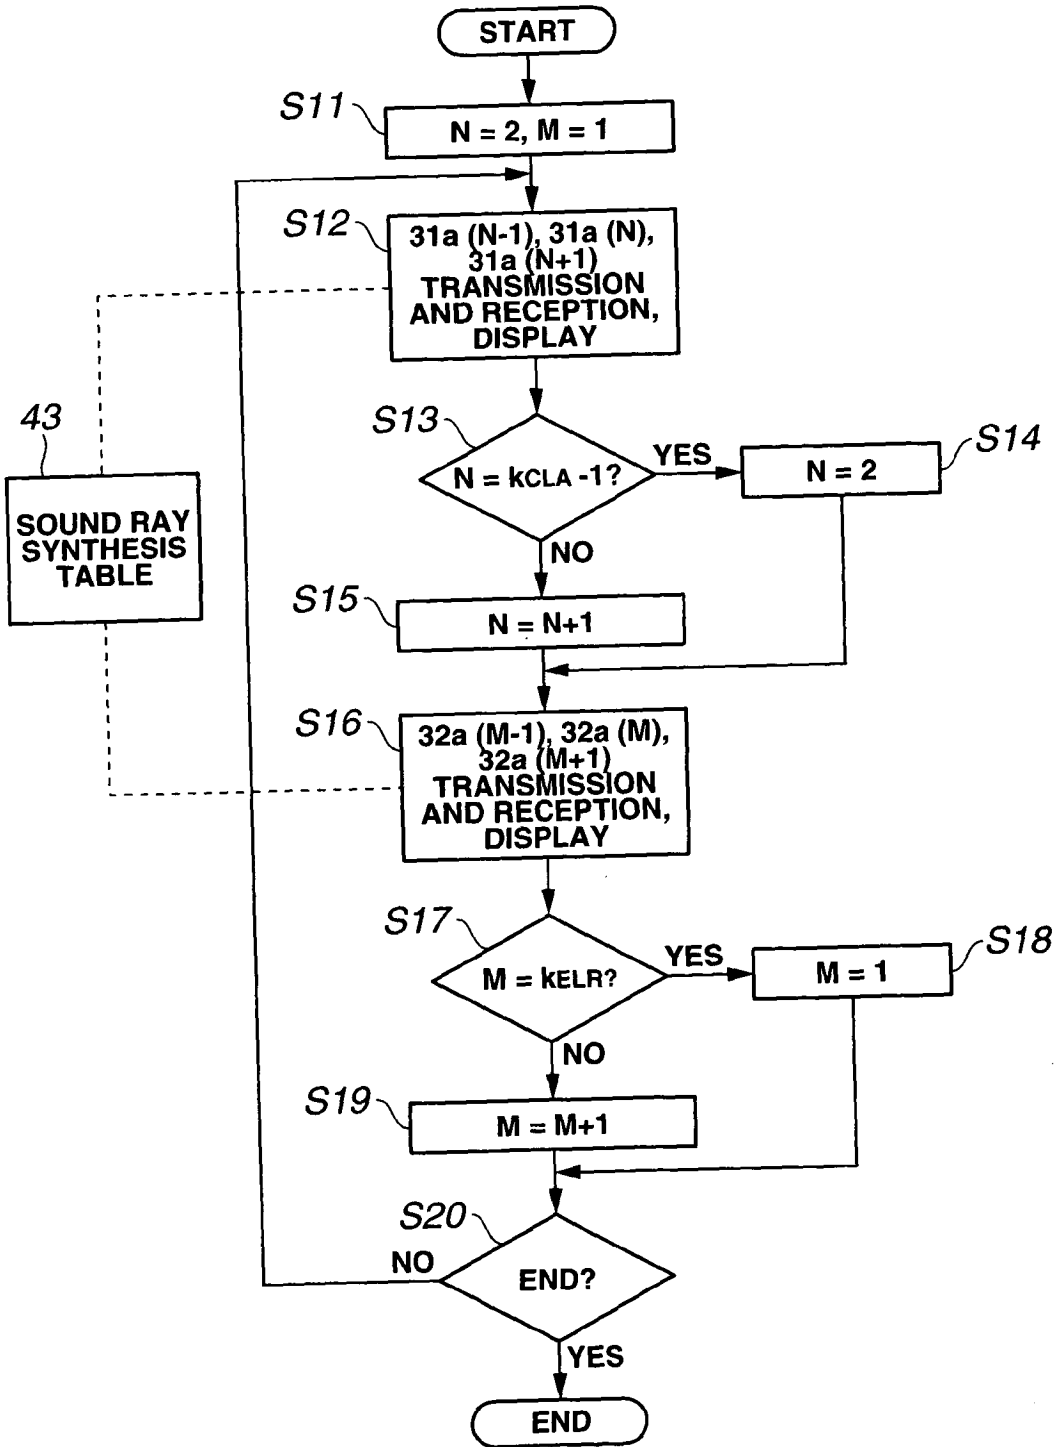 START
S11
N = 2, M = 1
S12
31a (N-1), 31a (N),
31a (N+1)
TRANSMISSION
AND RECEPTION,
DISPLAY
43
SOUND RAY
SYNTHESIS
TABLE
S13
N = kCLA -1?
YES
S14
N = 2
NO
S15
N = N+1
S16
32a (M-1), 32a (M),
32a (M+1)
TRANSMISSION
AND RECEPTION,
DISPLAY
S17
M = kELR?
YES
S18
M = 1
NO
S19
M = M+1
S20
NO
END?
YES
END